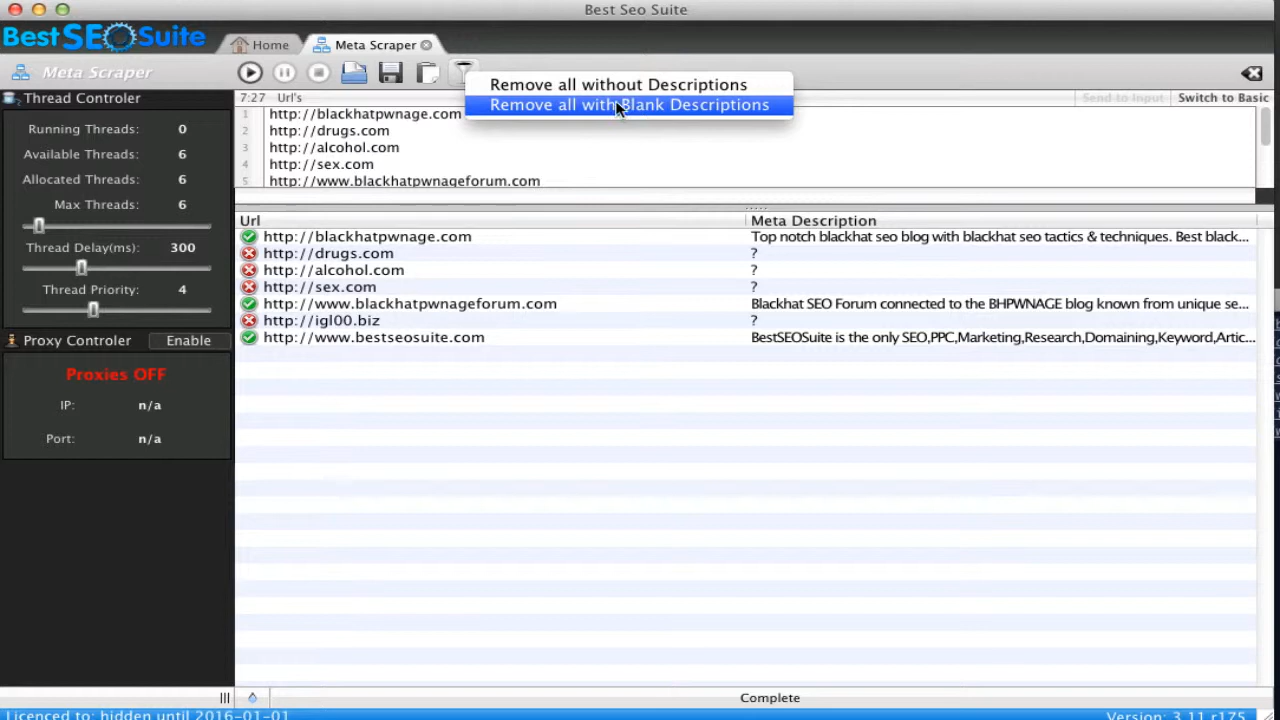 Best Seo Suite
BestSEOSuite
Home
Meta Scraper
Meta Scraper
Remove all without Descriptions
Remove all with Blank Descriptions
Thread Controler
7:27 Url's
Send to Input
Switch to Basic
Running Threads: 0
Available Threads: 6
Allocated Threads: 6
Max Threads: 6
Thread Delay(ms): 300
Thread Priority: 4
Proxy Controler
Enable
Proxies OFF
IP: n/a
Port: n/a
1 http://blackhatpwnage.com
2 http://drugs.com
3 http://alcohol.com
4 http://sex.com
5 http://www.blackhatpwnageforum.com
Url Meta Description
http://blackhatpwnage.com Top notch blackhat seo blog with blackhat seo tactics & techniques. Best black...
http://drugs.com ?
http://alcohol.com ?
http://sex.com ?
http://www.blackhatpwnageforum.com Blackhat SEO Forum connected to the BHPWNAGE blog known from unique se...
http://igl00.biz ?
http://www.bestseosuite.com BestSEOSuite is the only SEO,PPC,Marketing,Research,Domaining,Keyword,Artic...
Complete
Licenced to: hidden until 2016-01-01
Version: 3.11 r175